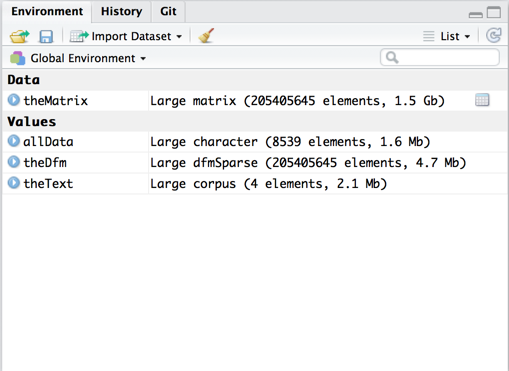 Environment History Git
Import Dataset List
Global Environment
Data
theMatrix Large matrix (205405645 elements, 1.5 Gb)
Values
allData Large character (8539 elements, 1.6 Mb)
theDfm Large dfmSparse (205405645 elements, 4.7 Mb)
theText Large corpus (4 elements, 2.1 Mb)